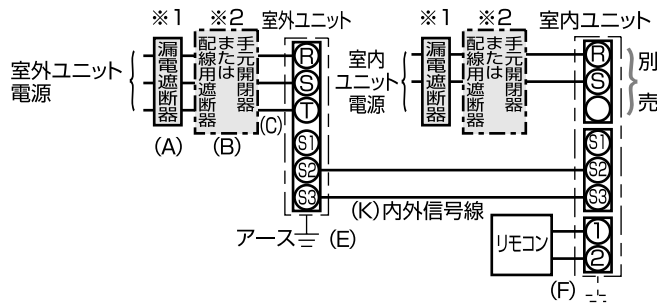 ※1 ※2 室外ユニット
室外ユニット
電源
漏電遮断器
手元開閉器
または
配線用遮断器
(A)
(B)
(C)
R
S
T
S1
S2
S3
アース
(E)
※1 ※2 室内ユニット
室内
ユニット
電源
漏電遮断器
手元開閉器
または
配線用遮断器
R
S
別売
S1
S2
S3
(K)内外信号線
リモコン
1
2
(F)